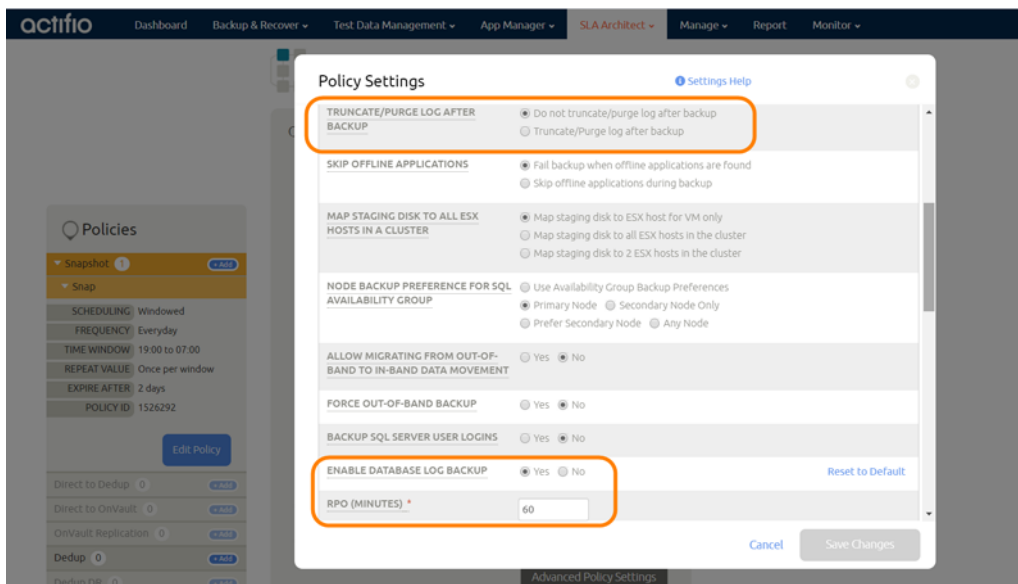 actifio
Dashboard Backup & Recover Test Data Management App Manager SLA Architect Manage Report Monitor
Policy Settings
Settings Help
TRUNCATE/PURGE LOG AFTER BACKUP
Do not truncate/purge log after backup
Truncate/Purge log after backup
SKIP OFFLINE APPLICATIONS
Fail backup when offline applications are found
Skip offline applications during backup
MAP STAGING DISK TO ALL ESX
HOSTS IN A CLUSTER
Map staging disk to ESX host for VM only
Map staging disk to all ESX hosts in the cluster
Map staging disk to 2 ESX hosts in the cluster
NODE BACKUP PREFERENCE FOR SQL
AVAILABILITY GROUP
Use Availability Group Backup Preferences
Primary Node Secondary Node Only
Prefer Secondary Node Any Node
ALLOW MIGRATING FROM OUT-OF-
BAND TO IN-BAND DATA MOVEMENT
Yes No
FORCE OUT-OF-BAND BACKUP
Yes No
BACKUP SQL SERVER USER LOGINS
Yes No
ENABLE DATABASE LOG BACKUP
Yes No
Reset to Default
RPO (MINUTES) *
60
Cancel
Save Changes
Advanced Policy Settings
Policies
Snapshot 1 + Add
Snap
SCHEDULING Windowed
FREQUENCY Everyday
TIME WINDOW 19:00 to 07:00
REPEAT VALUE Once per window
EXPIRE AFTER 2 days
POLICY ID 1526292
Edit Policy
Direct to Dedup 0 + Add
Direct to OnVault 0 + Add
OnVault Replication 0 + Add
Dedup 0 + Add
Dedup DR 0 + Add